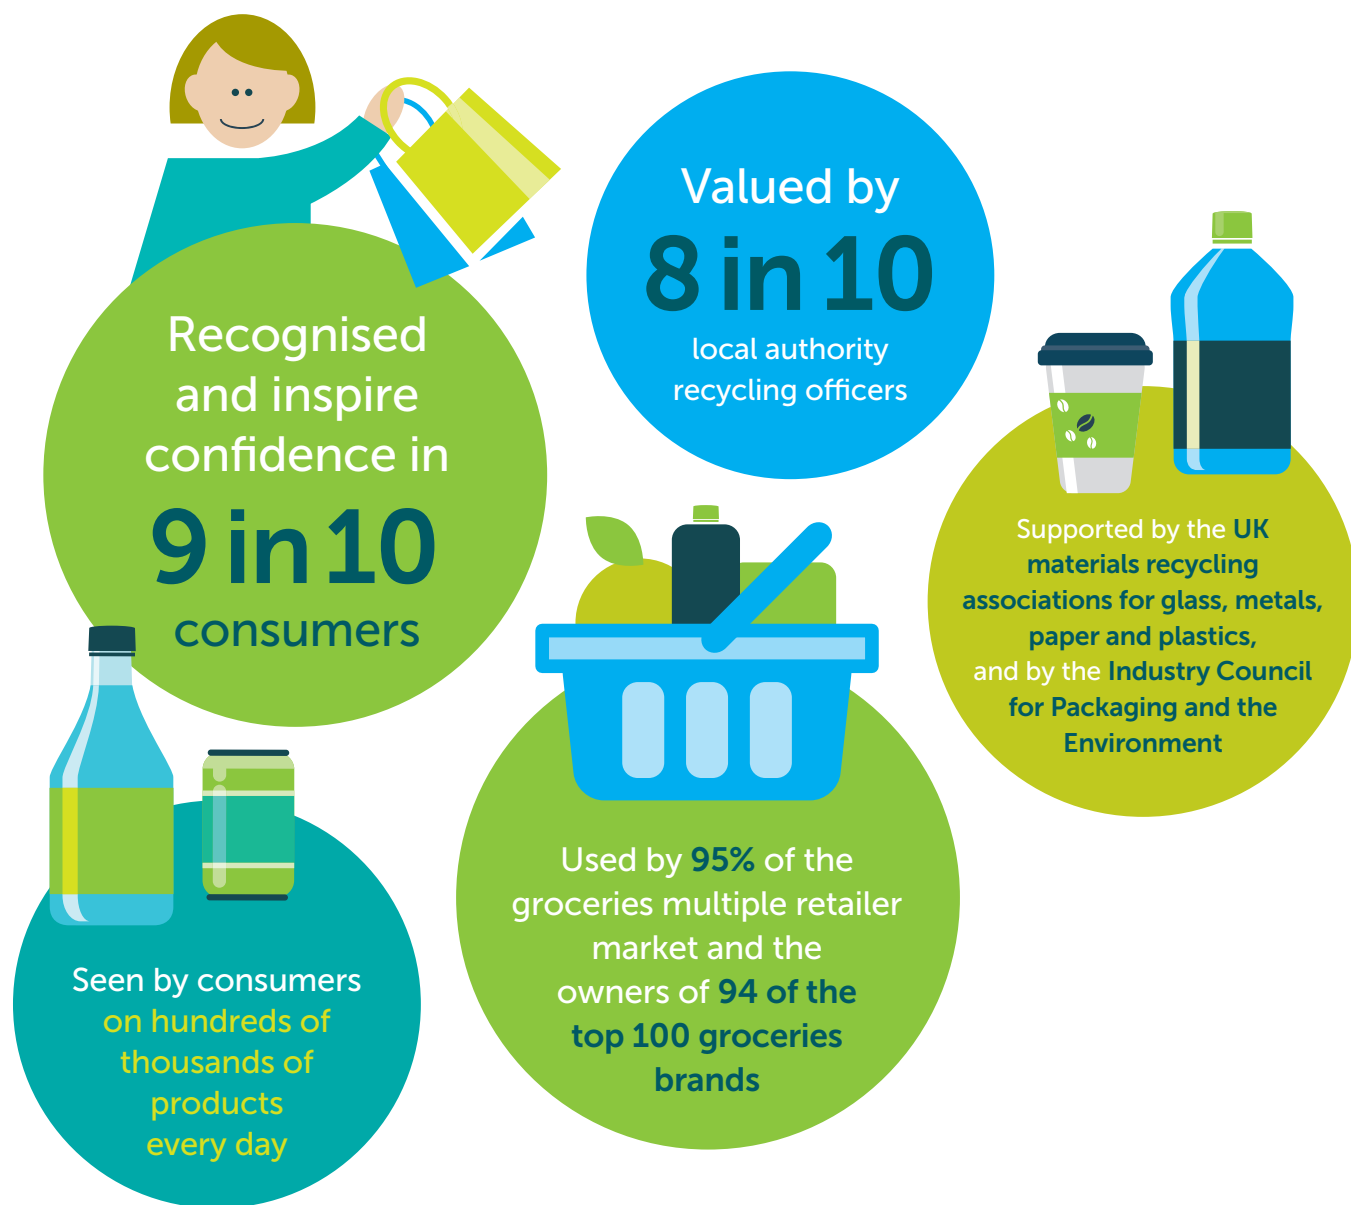 Recognised
and inspire
confidence in
9 in 10
consumers
Valued by
8 in 10
local authority
recycling officers
Supported by the UK
materials recycling
associations for glass, metals,
paper and plastics,
and by the Industry Council
for Packaging and the
Environment
Seen by consumers
on hundreds of
thousands of
products
every day
Used by 95% of the
groceries multiple retailer
market and the
owners of 94 of the
top 100 groceries
brands